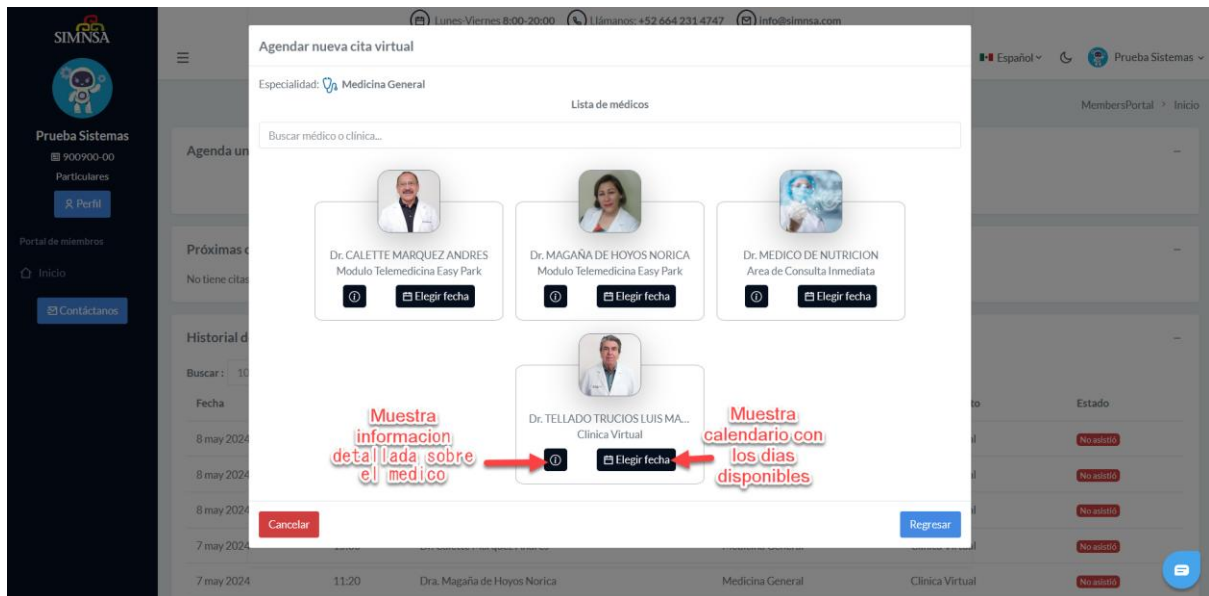 Lunes-Viernes 8:00-20:00 Llámanos: +52 664 231 4747 info@simnsa.com
SIMNSA
Español
Prueba Sistemas
MembersPortal > Inicio
Prueba Sistemas
900900-00
Particulares
Perfil
Portal de miembros
Inicio
Contáctanos
Agenda un
Próximas
No tiene citas
Historial d
Buscar: 10
Fecha
Estado
8 may 2024
No asistió
8 may 2024
No asistió
8 may 2024
No asistió
7 may 2024
No asistió
7 may 2024 11:20 Dra. Magaña de Hoyos Norica Medicina General Clinica Virtual No asistió
Agendar nueva cita virtual
Especialidad: Medicina General
Lista de médicos
Buscar médico o clínica...
Dr. CALETTE MARQUEZ ANDRES
Modulo Telemedicina Easy Park
Elegir fecha
Dr. MAGAÑA DE HOYOS NORICA
Modulo Telemedicina Easy Park
Elegir fecha
Dr. MEDICO DE NUTRICION
Area de Consulta Inmediata
Elegir fecha
Dr. TELLADO TRUCIOS LUIS MA...
Clínica Virtual
Elegir fecha
Muestra
informacion
detallada sobre
el medico
Muestra
calendario con
los dias
disponibles
Cancelar
Regresar